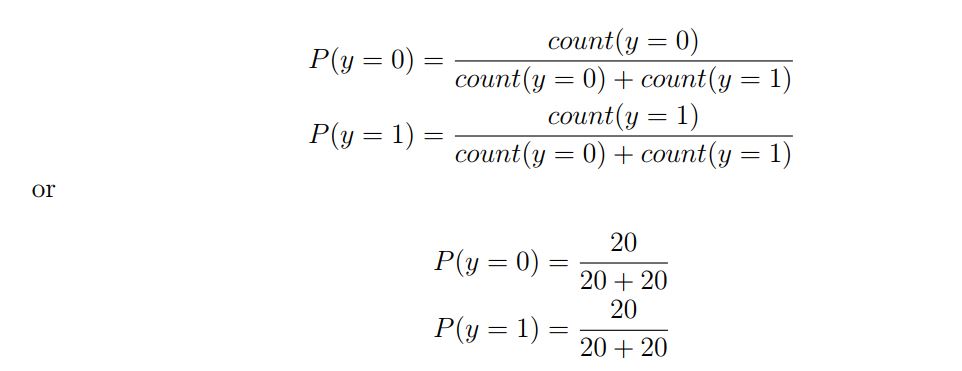 P(y = 0) = count(y = 0) / count(y = 0) + count(y = 1)
P(y = 1) = count(y = 1) / count(y = 0) + count(y = 1)
or
P(y = 0) = 20 / 20 + 20
P(y = 1) = 20 / 20 + 20